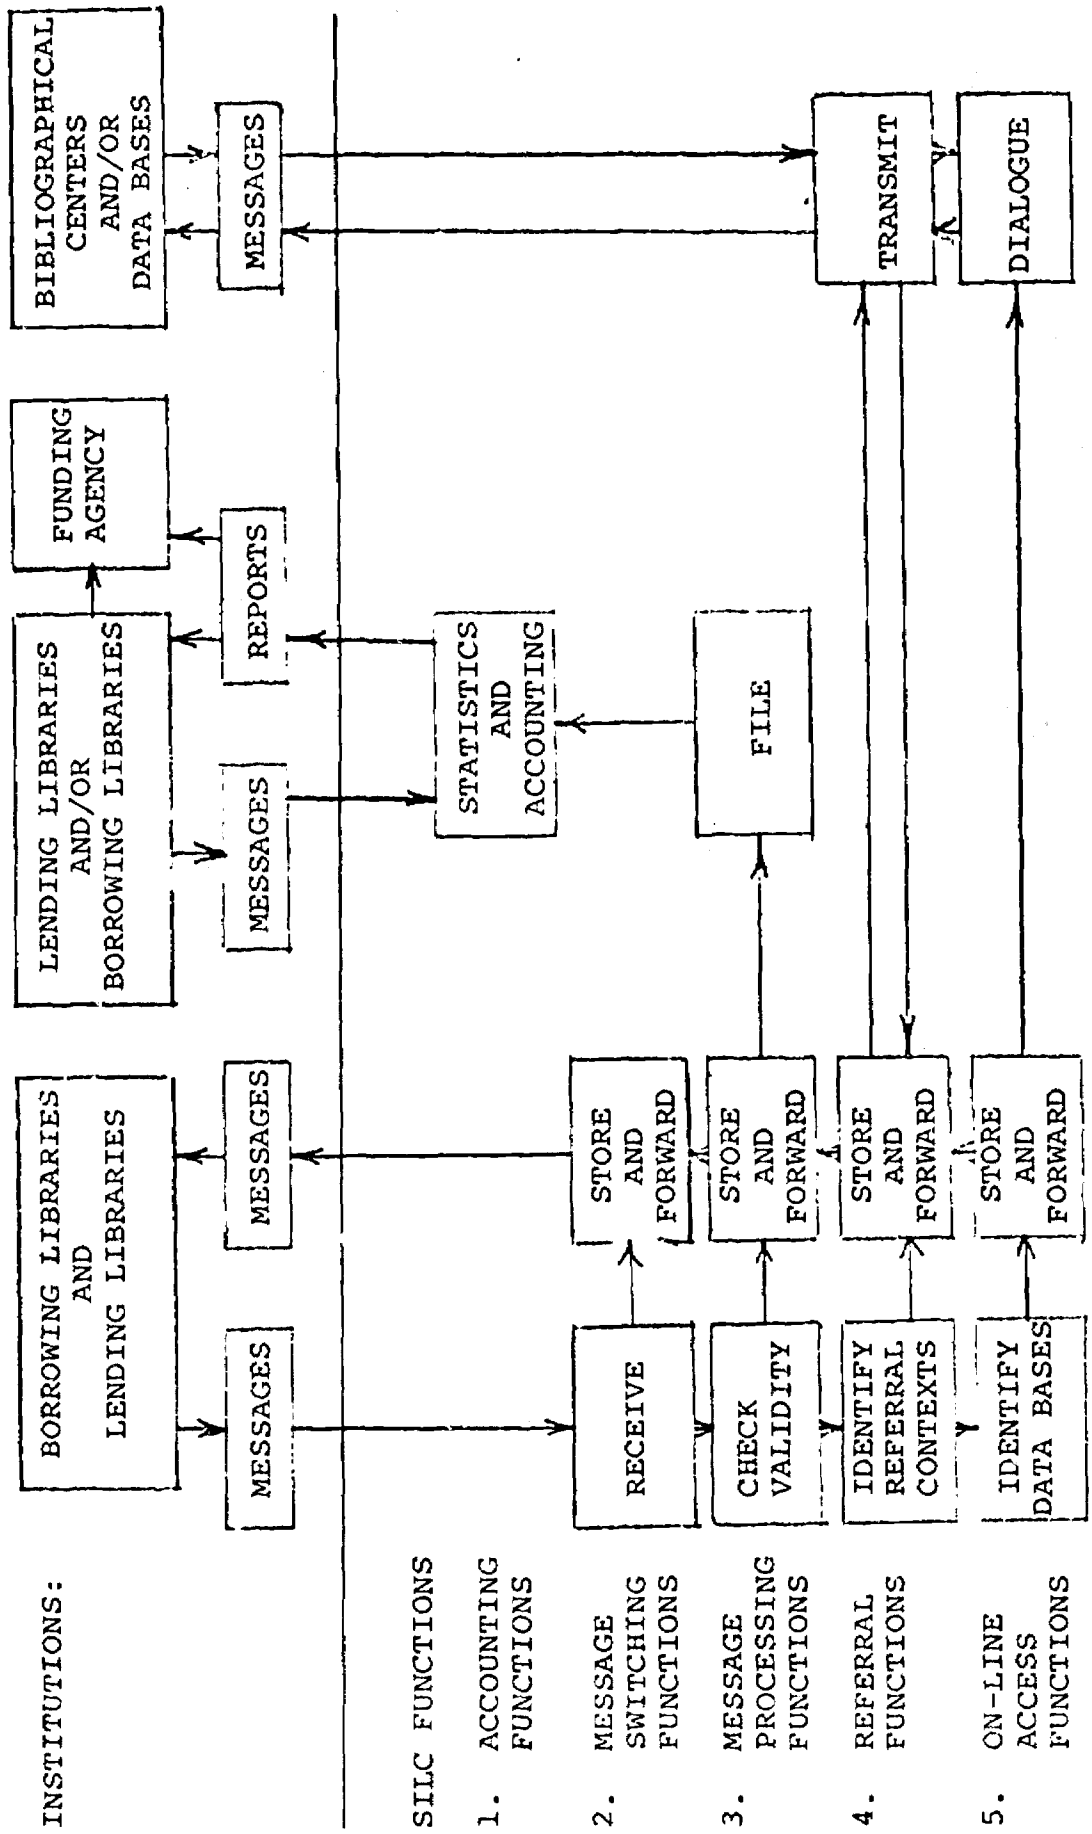 INSTITUTIONS:
BORROWING LIBRARIES
AND
LENDING LIBRARIES
LENDING LIBRARIES
AND/OR
BORROWING LIBRARIES
FUNDING
AGENCY
BIBLIOGRAPHICAL
CENTERS
AND/OR
DATA BASES
MESSAGES
MESSAGES
MESSAGES
REPORTS
MESSAGES
SILC FUNCTIONS
1. ACCOUNTING
FUNCTIONS
STATISTICS
AND
ACCOUNTING
2. MESSAGE
SWITCHING
FUNCTIONS
RECEIVE
STORE
AND
FORWARD
3. MESSAGE
PROCESSING
FUNCTIONS
CHECK
VALIDITY
STORE
AND
FORWARD
FILE
4. REFERRAL
FUNCTIONS
IDENTIFY
REFERRAL
CONTEXTS
STORE
AND
FORWARD
TRANSMIT
5. ON-LINE
ACCESS
FUNCTIONS
IDENTIFY
DATA BASES
STORE
AND
FORWARD
DIALOGUE